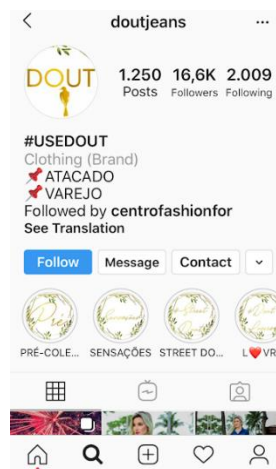 doutjeans
DOUT
1.250 16,6K 2.009
Posts Followers Following
#USEDOUT
Clothing (Brand)
📌ATACADO
📌VAREJO
Followed by centrofashionfor
See Translation
Follow Message Contact
PRÉ-COLE... SENSAÇÕES STREET DO... L❤️VR